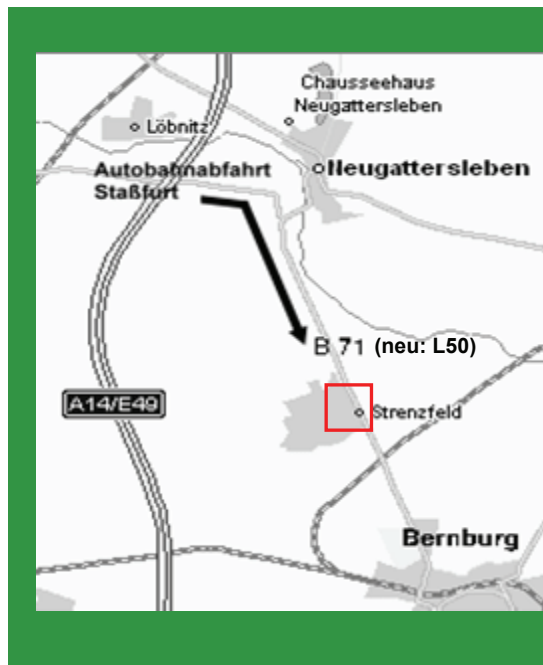 Chausseehaus
Neugattersleben
Löbnitz
Autobahnabfahrt
Staßfurt
Neugattersleben
B 71 (neu: L50)
A14/E49
Strenzfeld
Bernburg